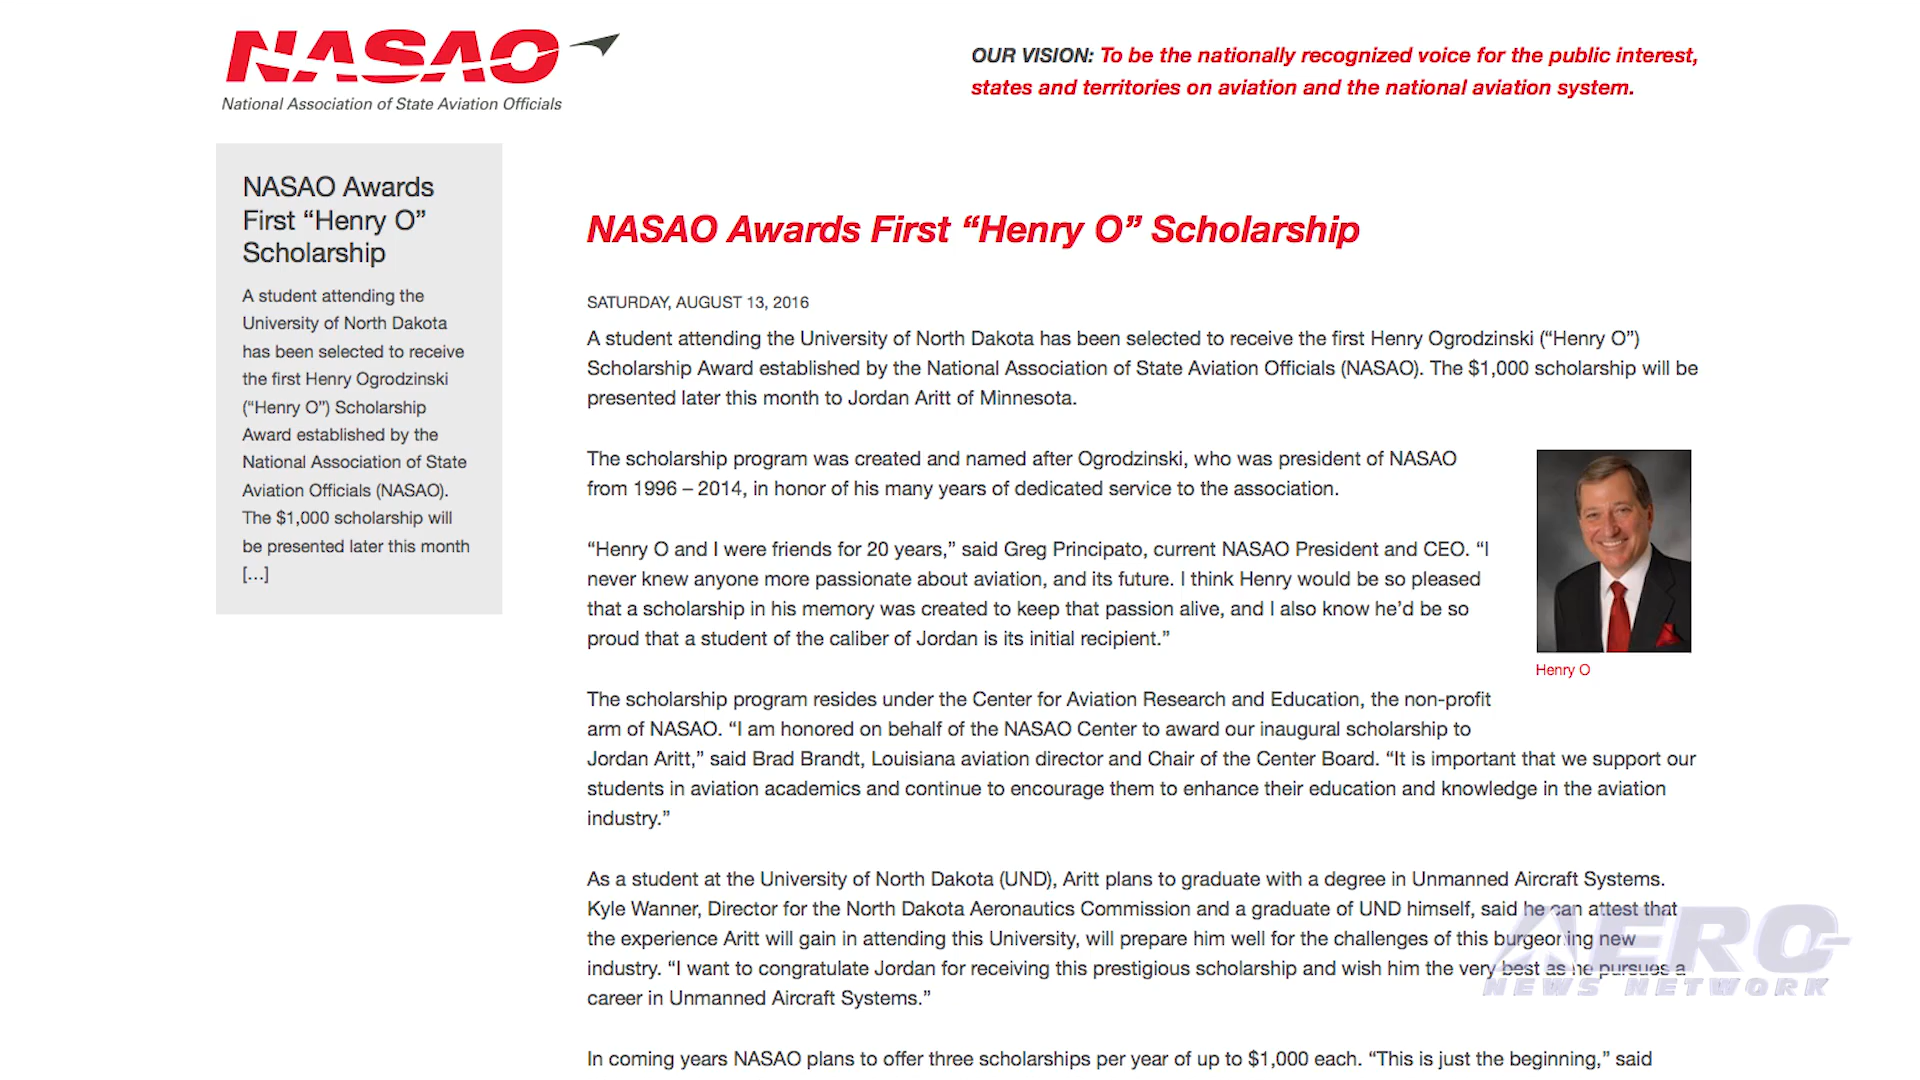 NASAO
National Association of State Aviation Officials
OUR VISION: To be the nationally recognized voice for the public interest,
states and territories on aviation and the national aviation system.
NASAO Awards
First “Henry O”
Scholarship
A student attending the
University of North Dakota
has been selected to receive
the first Henry Ogrodzinski
(“Henry O”) Scholarship
Award established by the
National Association of State
Aviation Officials (NASAO).
The $1,000 scholarship will
be presented later this month
[...]
NASAO Awards First “Henry O” Scholarship
SATURDAY, AUGUST 13, 2016
A student attending the University of North Dakota has been selected to receive the first Henry Ogrodzinski (“Henry O”)
Scholarship Award established by the National Association of State Aviation Officials (NASAO). The $1,000 scholarship will be
presented later this month to Jordan Aritt of Minnesota.
The scholarship program was created and named after Ogrodzinski, who was president of NASAO
from 1996 – 2014, in honor of his many years of dedicated service to the association.
“Henry O and I were friends for 20 years,” said Greg Principato, current NASAO President and CEO. “I
never knew anyone more passionate about aviation, and its future. I think Henry would be so pleased
that a scholarship in his memory was created to keep that passion alive, and I also know he’d be so
proud that a student of the caliber of Jordan is its initial recipient.”
Henry O
The scholarship program resides under the Center for Aviation Research and Education, the non-profit
arm of NASAO. “I am honored on behalf of the NASAO Center to award our inaugural scholarship to
Jordan Aritt,” said Brad Brandt, Louisiana aviation director and Chair of the Center Board. “It is important that we support our
students in aviation academics and continue to encourage them to enhance their education and knowledge in the aviation
industry.”
As a student at the University of North Dakota (UND), Aritt plans to graduate with a degree in Unmanned Aircraft Systems.
Kyle Wanner, Director for the North Dakota Aeronautics Commission and a graduate of UND himself, said he can attest that
the experience Aritt will gain in attending this University, will prepare him well for the challenges of this burgeoning new
industry. “I want to congratulate Jordan for receiving this prestigious scholarship and wish him the very best as he pursues a
career in Unmanned Aircraft Systems.”
AERO
NEWS NETWORK
In coming years NASAO plans to offer three scholarships per year of up to $1,000 each. “This is just the beginning,” said